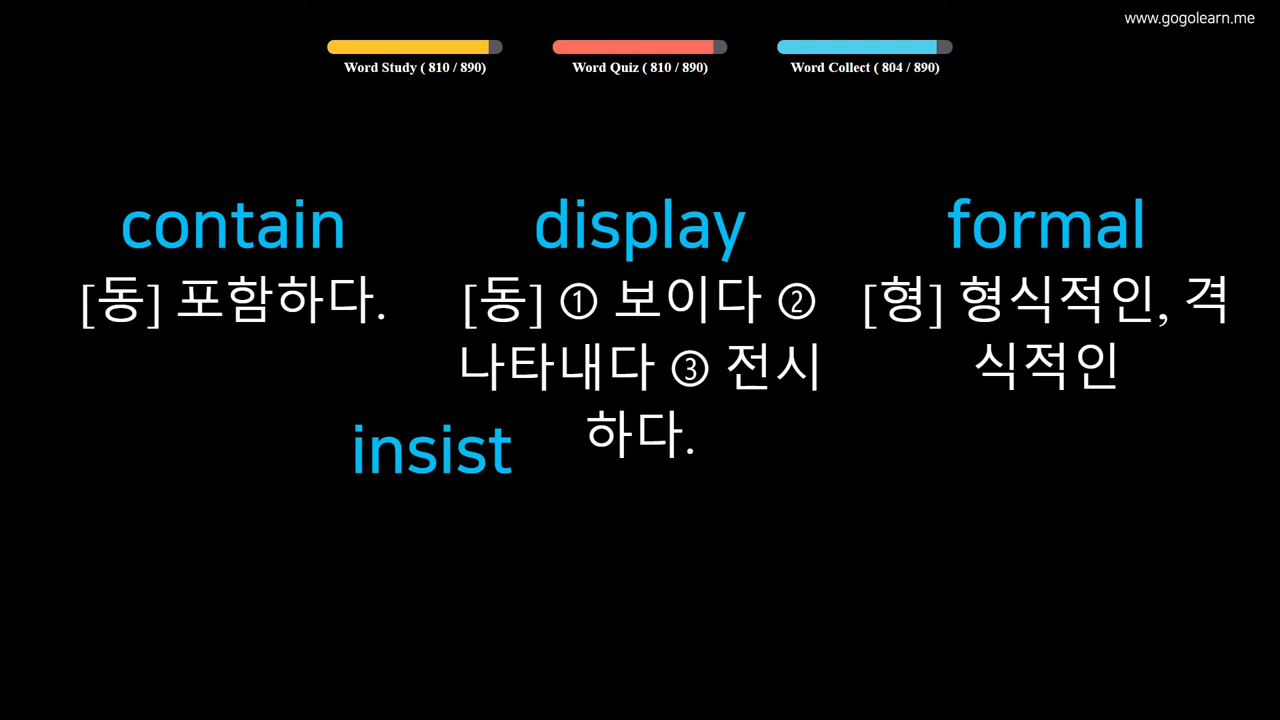 www.gogolearn.me
Word Study ( 810 / 890)
Word Quiz ( 810 / 890)
Word Collect ( 804 / 890)
contain
[동] 포함하다.
display
[동] ① 보이다 ②
나타내다 ③ 전시
하다.
formal
[형] 형식적인, 격
식적인
insist